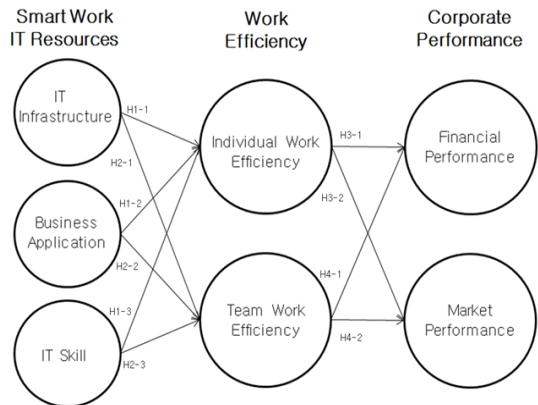 Smart Work
IT Resources
Work
Efficiency
Corporate
Performance
IT
Infrastructure
H1-1
H2-1
Business
Application
H1-2
H2-2
IT Skill
H1-3
H2-3
Individual Work
Efficiency
H3-1
H3-2
Team Work
Efficiency
H4-1
H4-2
Financial
Performance
Market
Performance